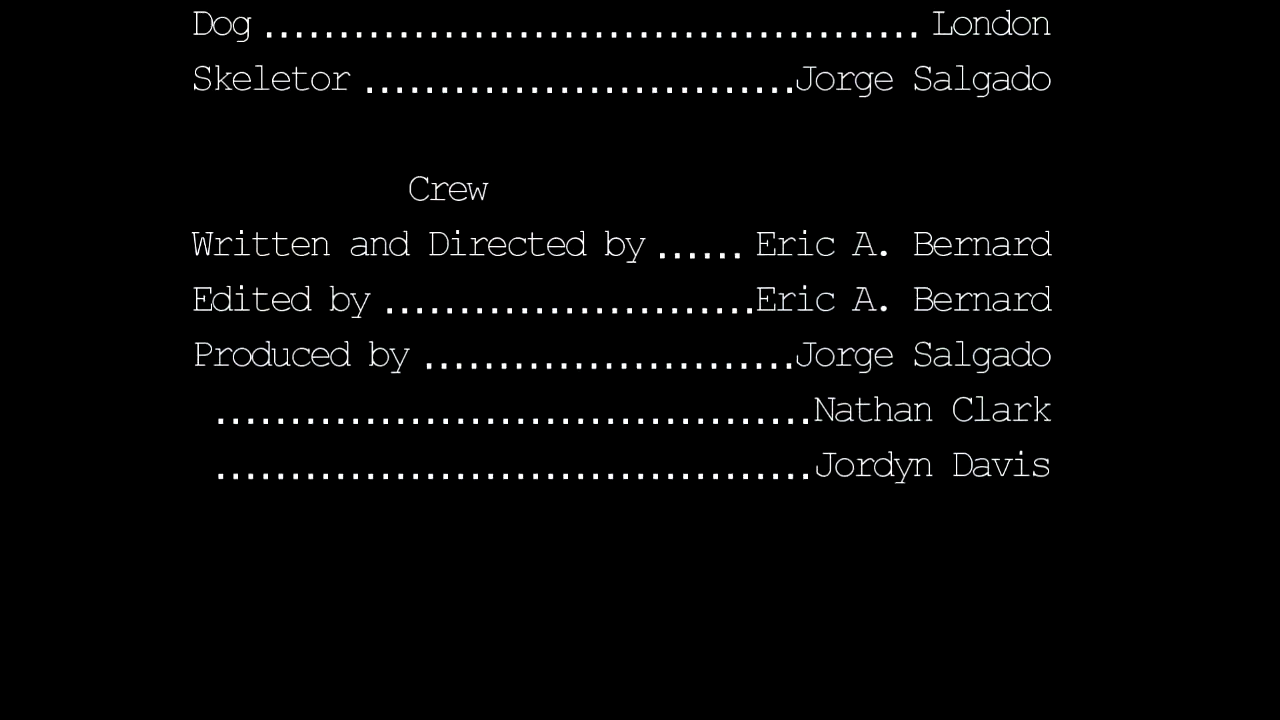 Dog ............................................ London
Skeletor .............................Jorge Salgado
Crew
Written and Directed by ...... Eric A. Bernard
Edited by .........................Eric A. Bernard
Produced by .........................Jorge Salgado
........................................Nathan Clark
........................................Jordyn Davis